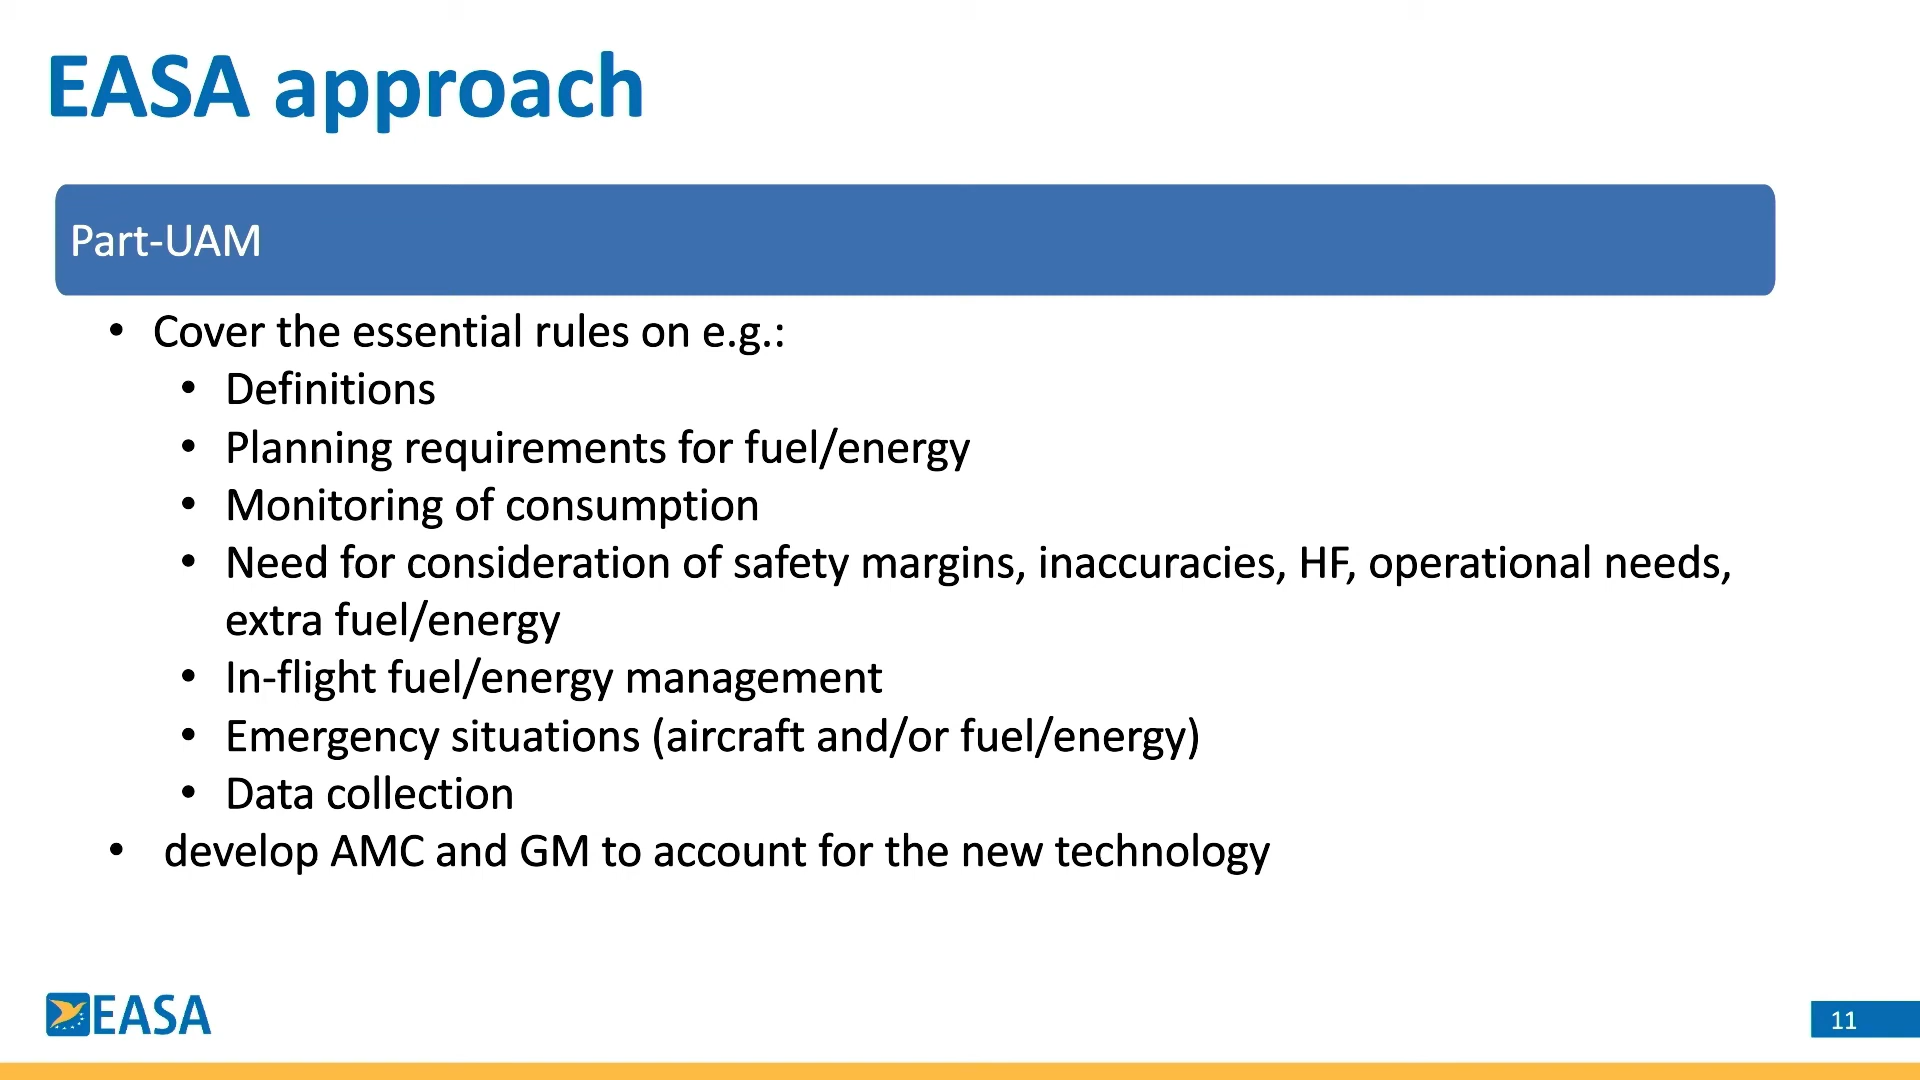 EASA approach
Part-UAM
• Cover the essential rules on e.g.:
• Definitions
• Planning requirements for fuel/energy
• Monitoring of consumption
• Need for consideration of safety margins, inaccuracies, HF, operational needs,
extra fuel/energy
• In-flight fuel/energy management
• Emergency situations (aircraft and/or fuel/energy)
• Data collection
• develop AMC and GM to account for the new technology
EASA
11